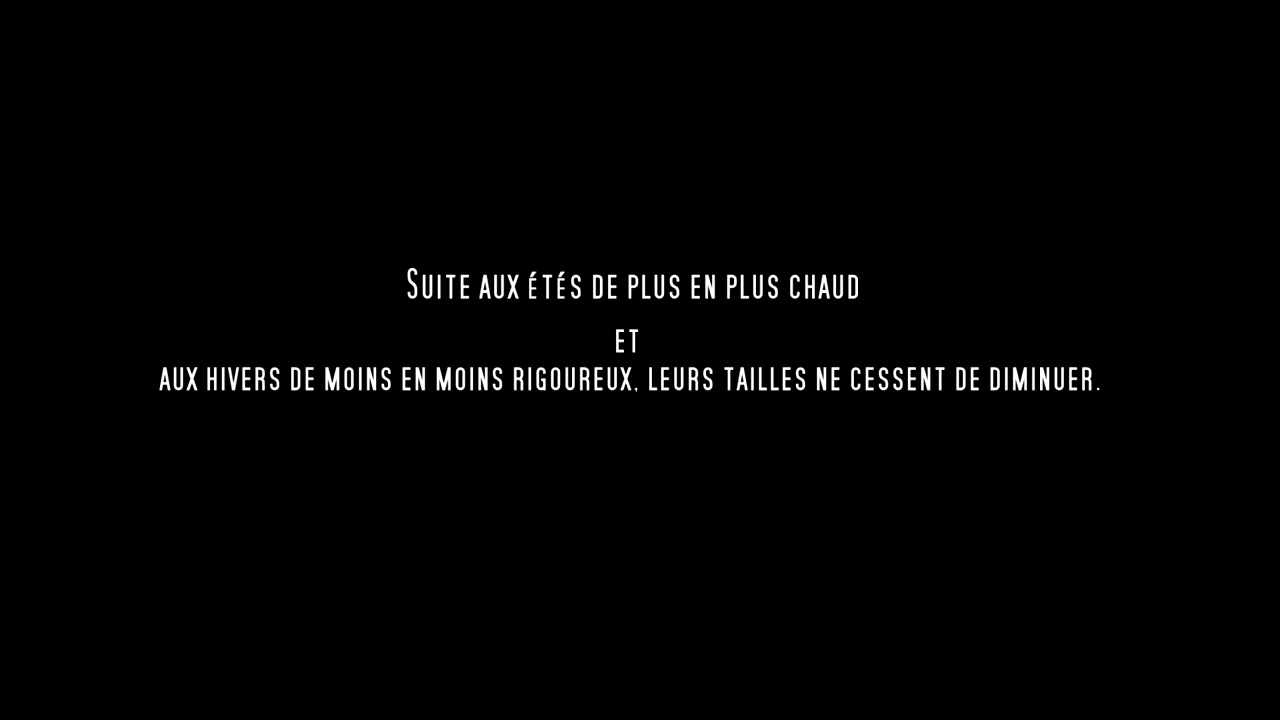 Suite aux étés de plus en plus chaud
et
aux hivers de moins en moins rigoureux, leurs tailles ne cessent de diminuer.